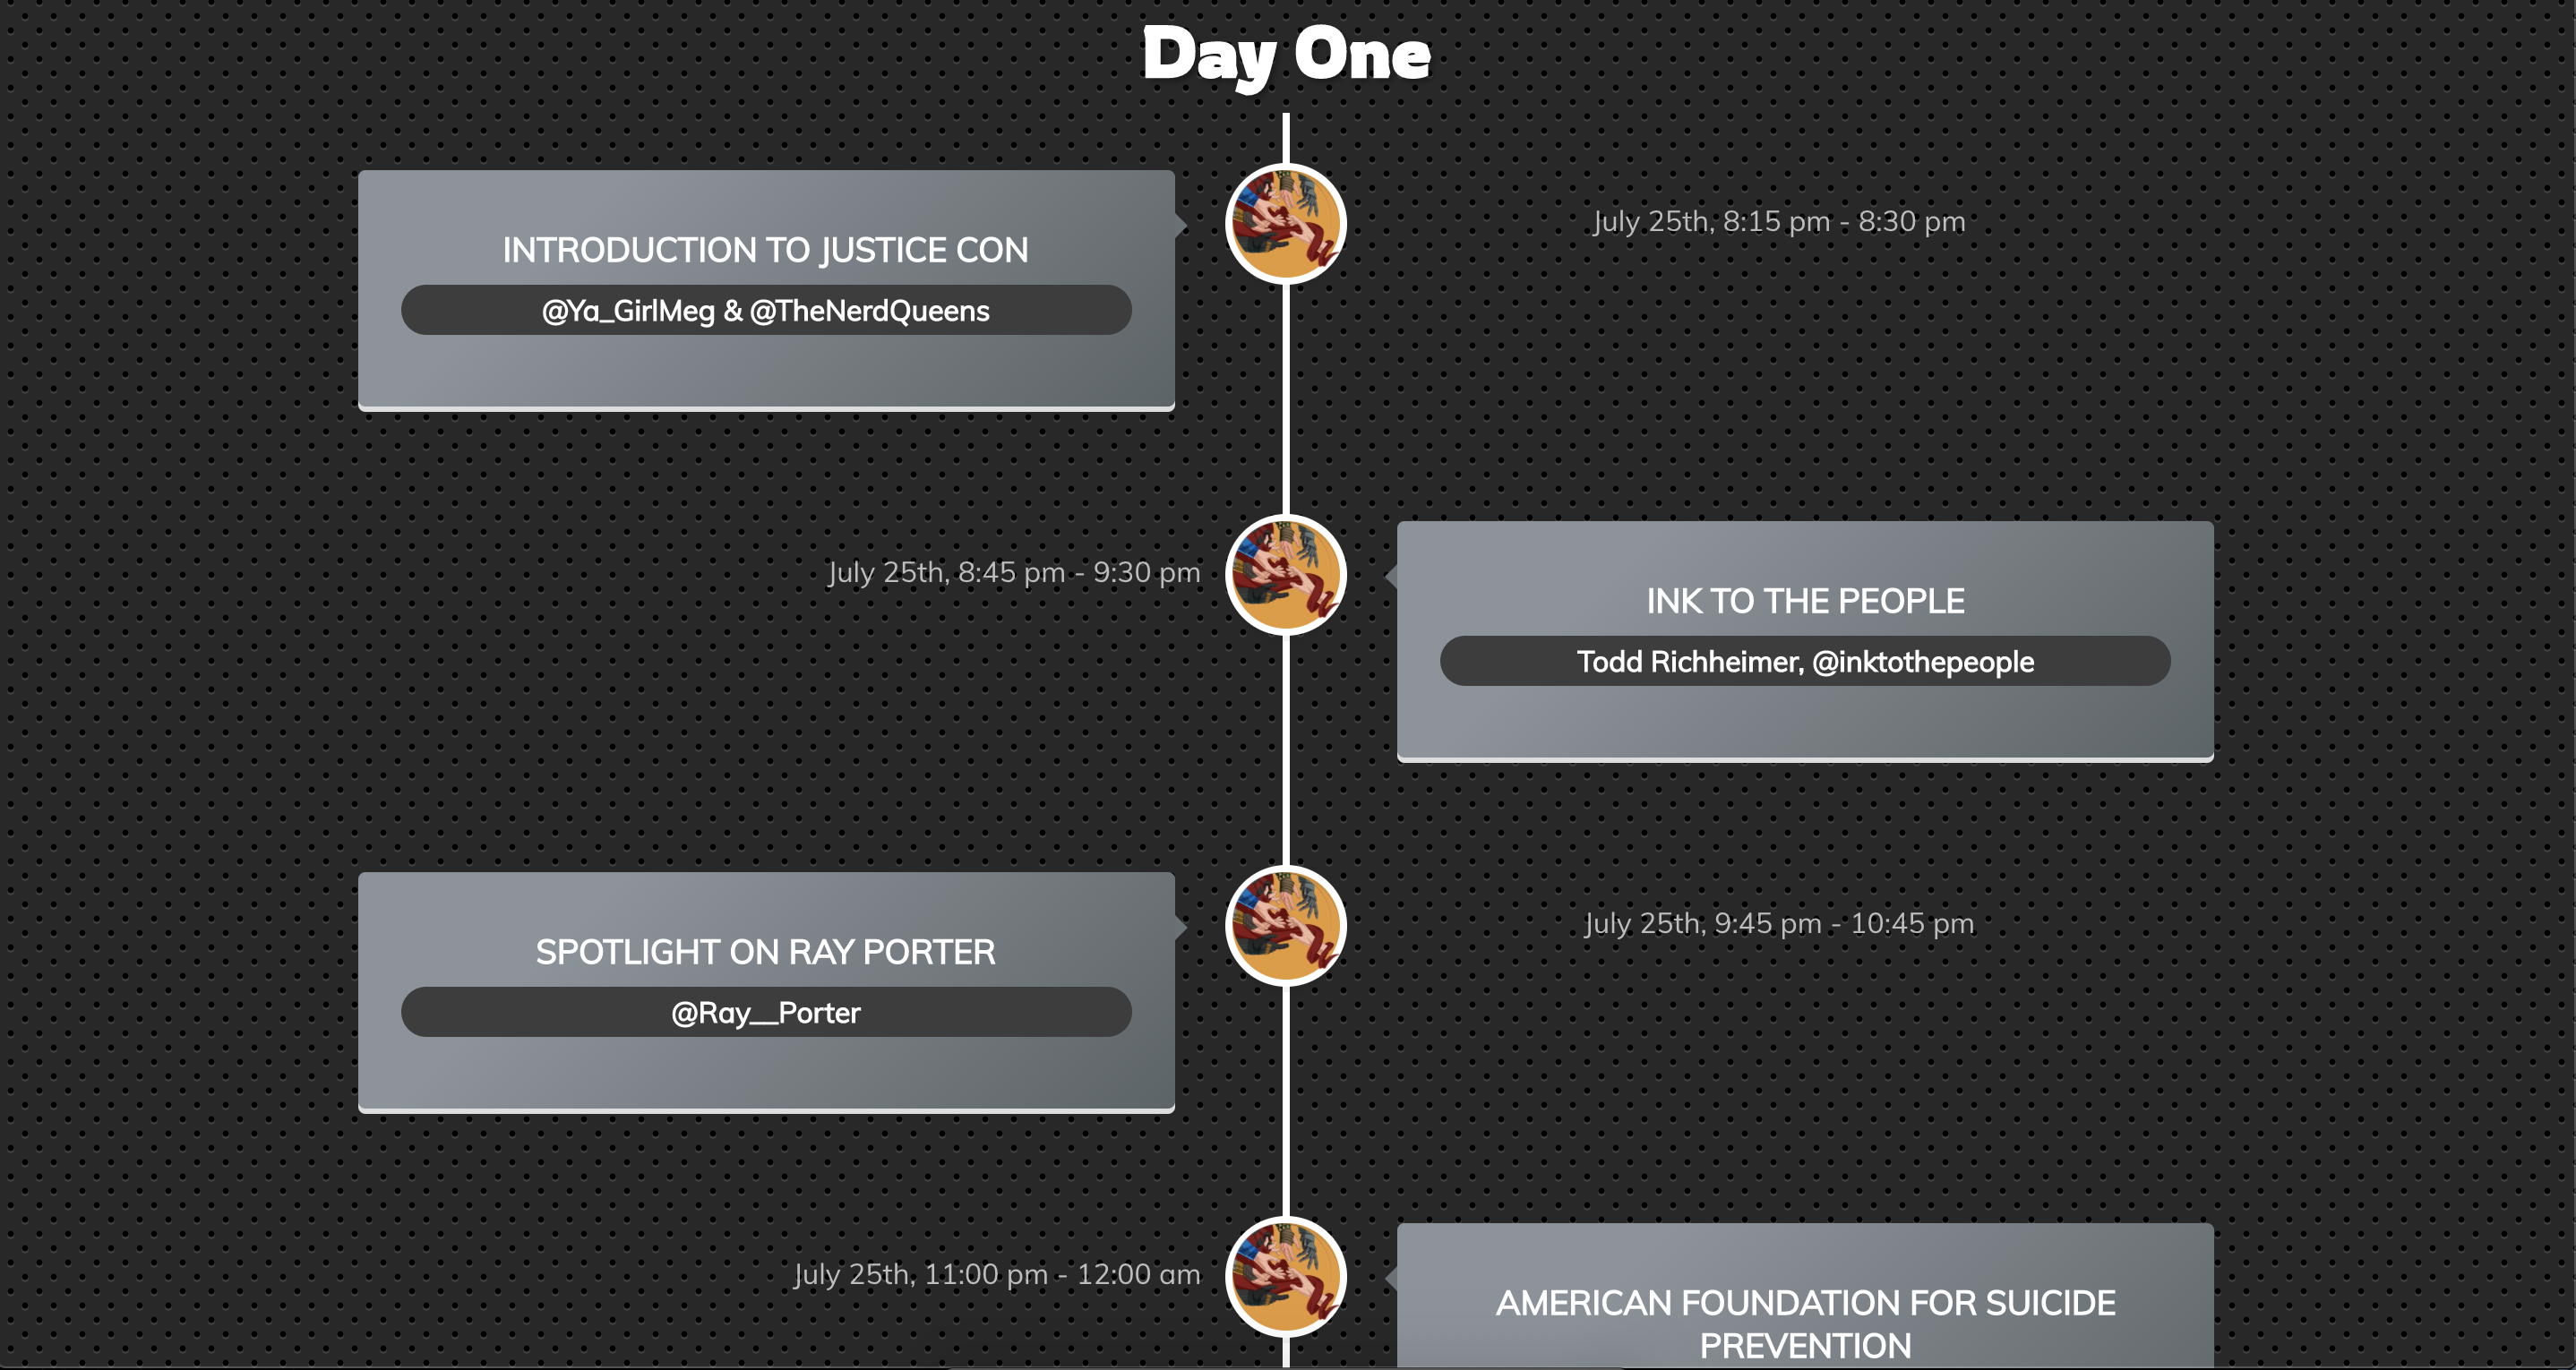 Day One
INTRODUCTION TO JUSTICE CON
@Ya_GirlMeg & @TheNerdQueens
July 25th, 8:15 pm - 8:30 pm
July 25th, 8:45 pm - 9:30 pm
INK TO THE PEOPLE
Todd Richheimer, @inktothepeople
SPOTLIGHT ON RAY PORTER
@Ray__Porter
July 25th, 9:45 pm - 10:45 pm
July 25th, 11:00 pm - 12:00 am
AMERICAN FOUNDATION FOR SUICIDE
PREVENTION